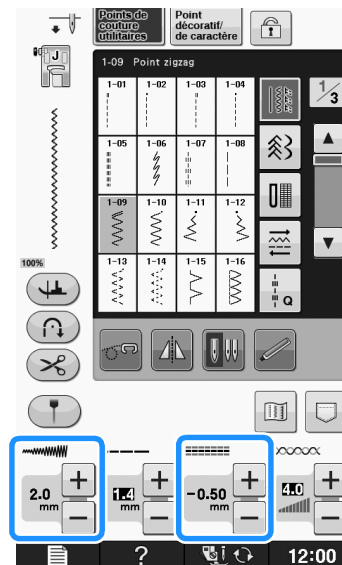 Points de
couture
utilitaires
Point
décoratif/
de caractère
J
1-09 Point zigzag
1/3
1-01 1-02 1-03 1-04
1-05 1-06 1-07 1-08
1-09 1-10 1-11 1-12
1-13 1-14 1-15 1-16
Q
100%
2.0 mm
1.4 mm
-0.50 mm
4.0
?
12:00